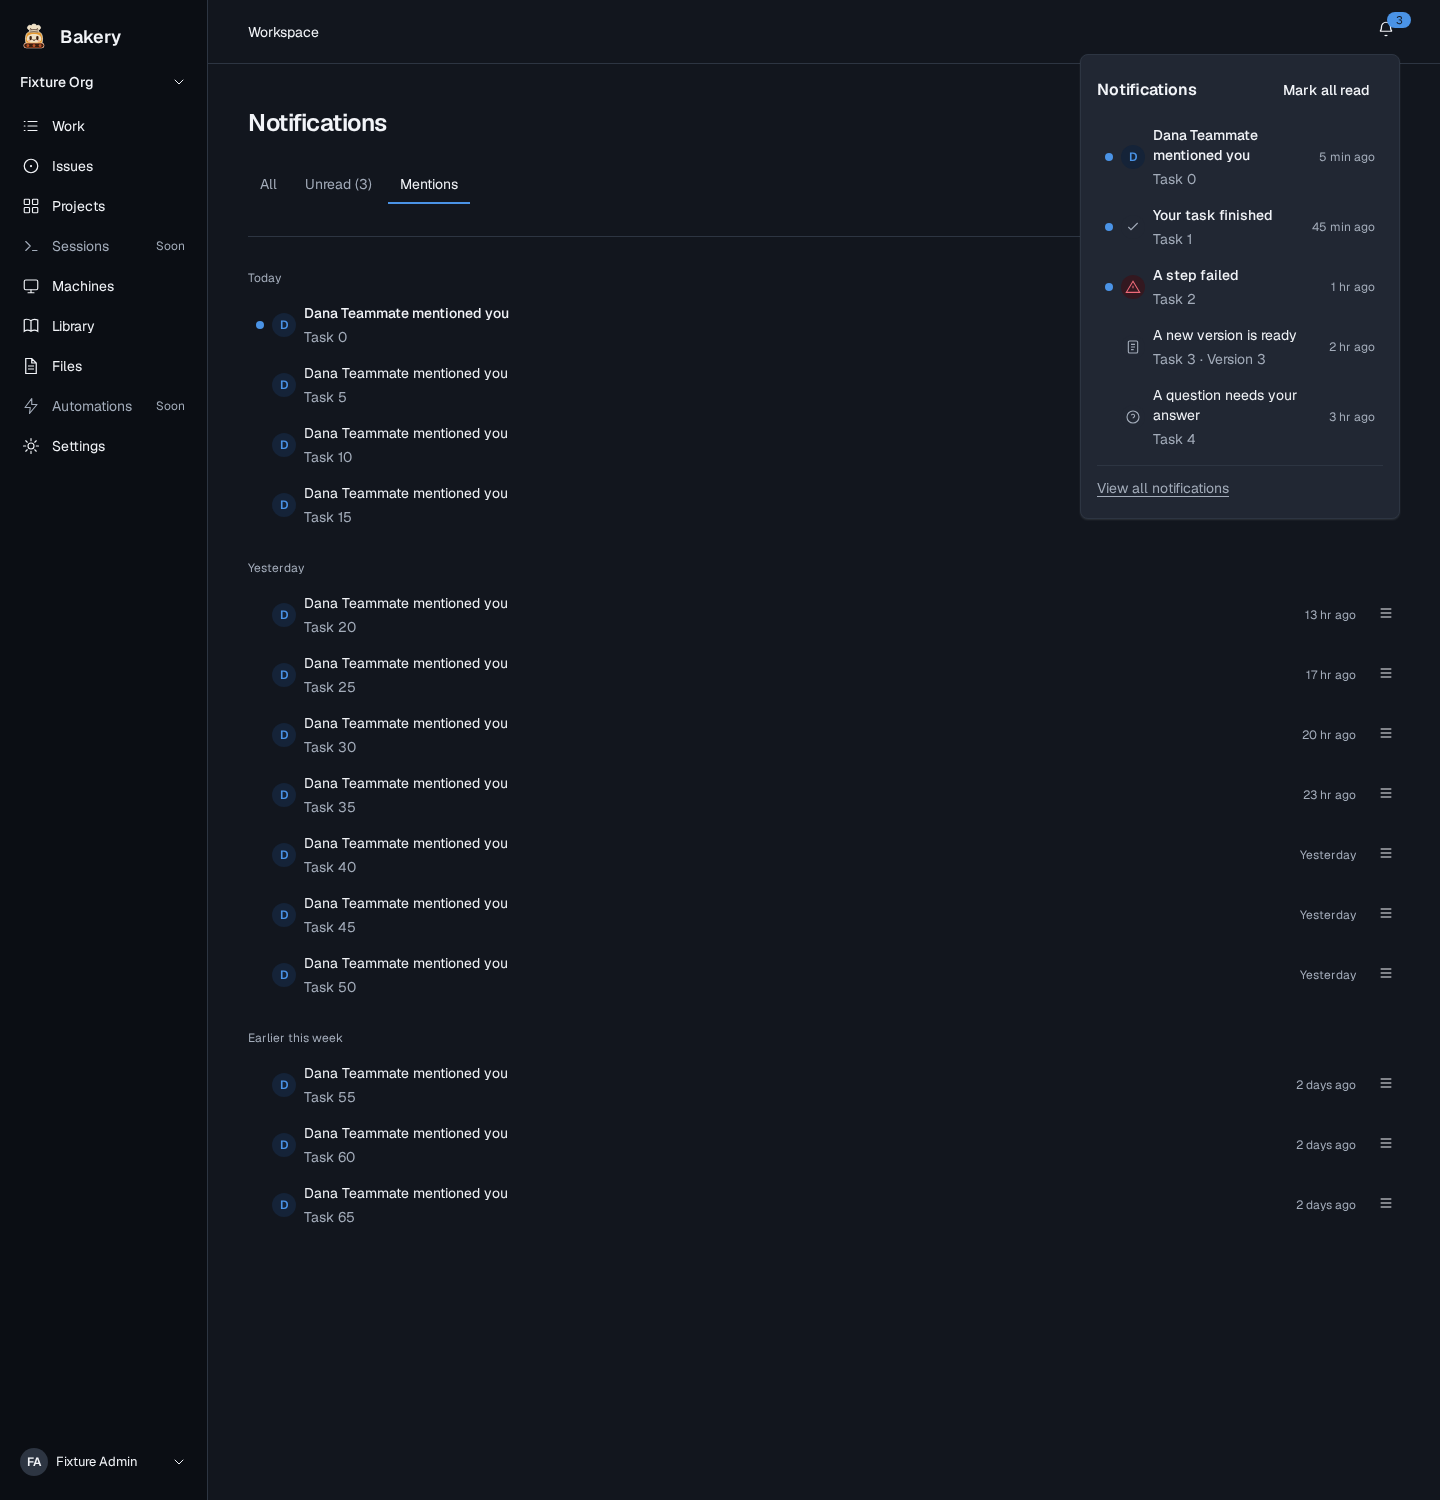 Bakery
Fixture Org
Work
Issues
Projects
Sessions Soon
Machines
Library
Files
Automations Soon
Settings
FA Fixture Admin
Workspace
3
Notifications
All Unread (3) Mentions
Today
D Dana Teammate mentioned you
Task 0
D Dana Teammate mentioned you
Task 5
D Dana Teammate mentioned you
Task 10
D Dana Teammate mentioned you
Task 15
Yesterday
D Dana Teammate mentioned you 13 hr ago
Task 20
D Dana Teammate mentioned you 17 hr ago
Task 25
D Dana Teammate mentioned you 20 hr ago
Task 30
D Dana Teammate mentioned you 23 hr ago
Task 35
D Dana Teammate mentioned you Yesterday
Task 40
D Dana Teammate mentioned you Yesterday
Task 45
D Dana Teammate mentioned you Yesterday
Task 50
Earlier this week
D Dana Teammate mentioned you 2 days ago
Task 55
D Dana Teammate mentioned you 2 days ago
Task 60
D Dana Teammate mentioned you 2 days ago
Task 65
Notifications Mark all read
Dana Teammate
D mentioned you 5 min ago
Task 0
Your task finished 45 min ago
Task 1
A step failed 1 hr ago
Task 2
A new version is ready 2 hr ago
Task 3 · Version 3
A question needs your
answer 3 hr ago
Task 4
View all notifications